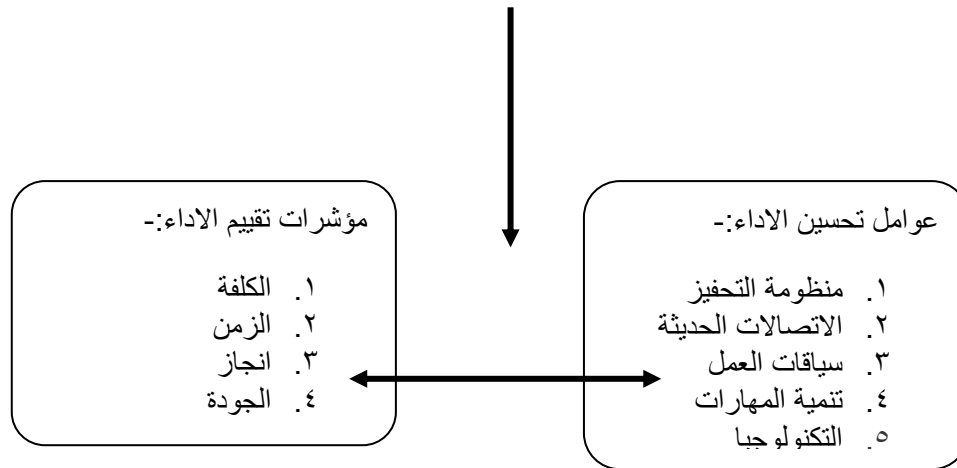 عوامل تحسين الاداء:-
١. منظومة التحفيز
٢. الاتصالات الحديثة
٣. سياقات العمل
٤. تنمية المهارات
٥. التكنولوجيا
مؤشرات تقييم الاداء:-
١. الكلفة
٢. الزمن
٣. انجاز
٤. الجودة